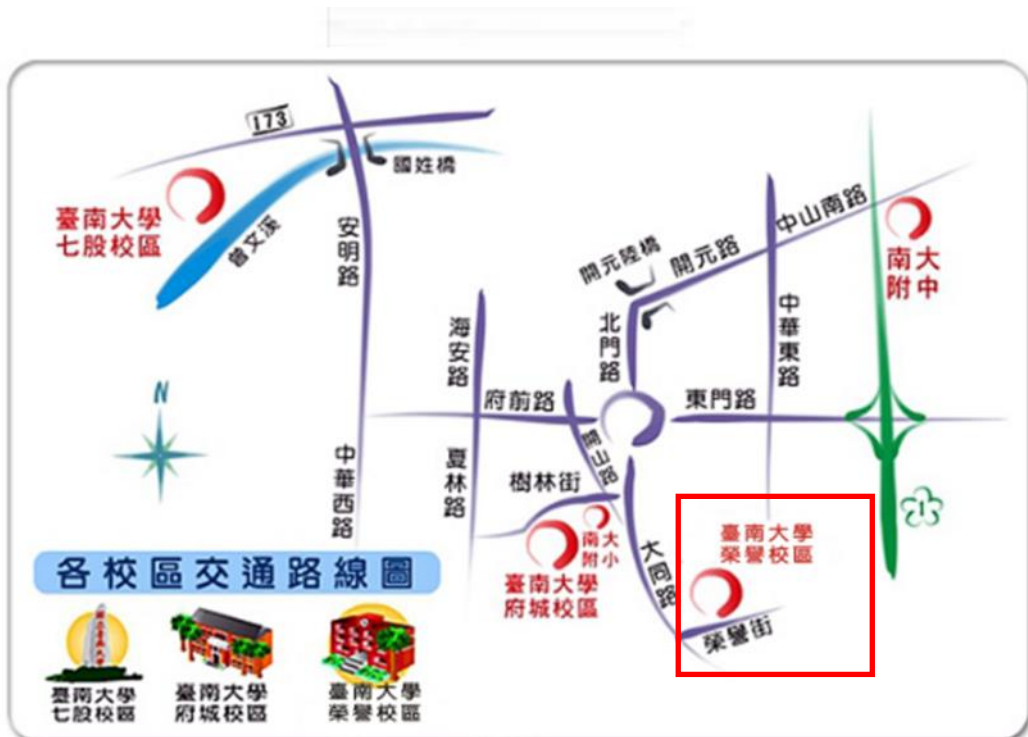 173
國姓橋
臺南大學
七股校區
曾文溪
安明路
中山南路
開元路
開元陸橋
南大
附中
海安路
北門路
中華東路
府前路
東門路
N
開山路
中華西路
夏林路
樹林街
1
臺南大學
榮譽校區
南大
附小
大同路
臺南大學
府城校區
榮譽街
各校區交通路線圖
臺南大學
七股校區
臺南大學
府城校區
臺南大學
榮譽校區